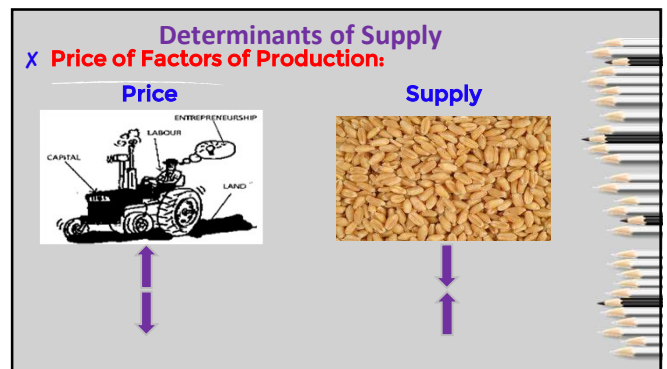 Determinants of Supply
✗ Price of Factors of Production:
Price
Supply
ENTREPRENEURSHIP
LABOUR
CAPITAL
LAND